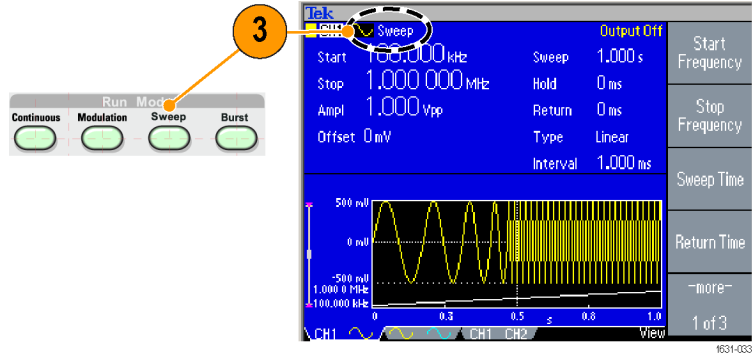 3
Run Mod
Continuous Modulation Sweep Burst
Tek
CH1 Sweep Output Off
Start 100.000 kHz Sweep 1.000 s
Stop 1.000 000 MHz Hold 0 ms
Ampl 1.000 Vpp Return 0 ms
Offset 0 mV Type Linear
Interval 1.000 ms
500 mV
0 mV
-500 mV
1.000 0 MHz
100.000 kHz
0 0.3 0.5 s 0.8 1.0
CH1 CH1 CH2 View
Start
Frequency
Stop
Frequency
Sweep Time
Return Time
-more-
1 of 3
1631-033